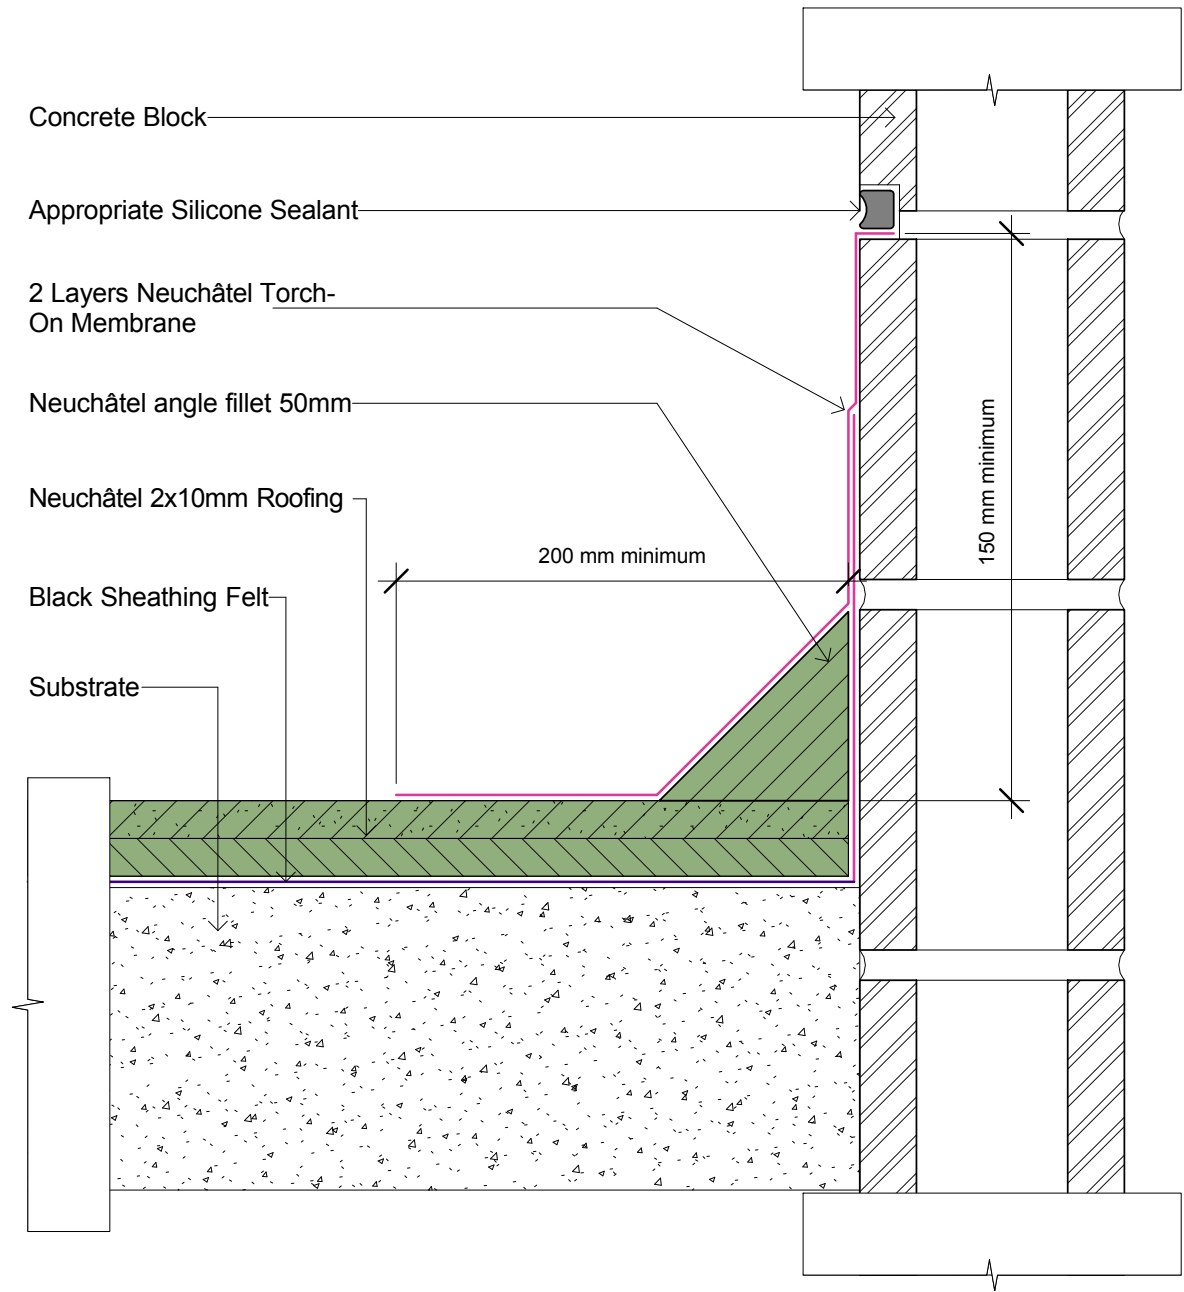 Concrete Block
Appropriate Silicone Sealant
2 Layers Neuchâtel Torch-
On Membrane
Neuchâtel angle fillet 50mm
Neuchâtel 2x10mm Roofing
Black Sheathing Felt
Substrate
200 mm minimum
150 mm minimum